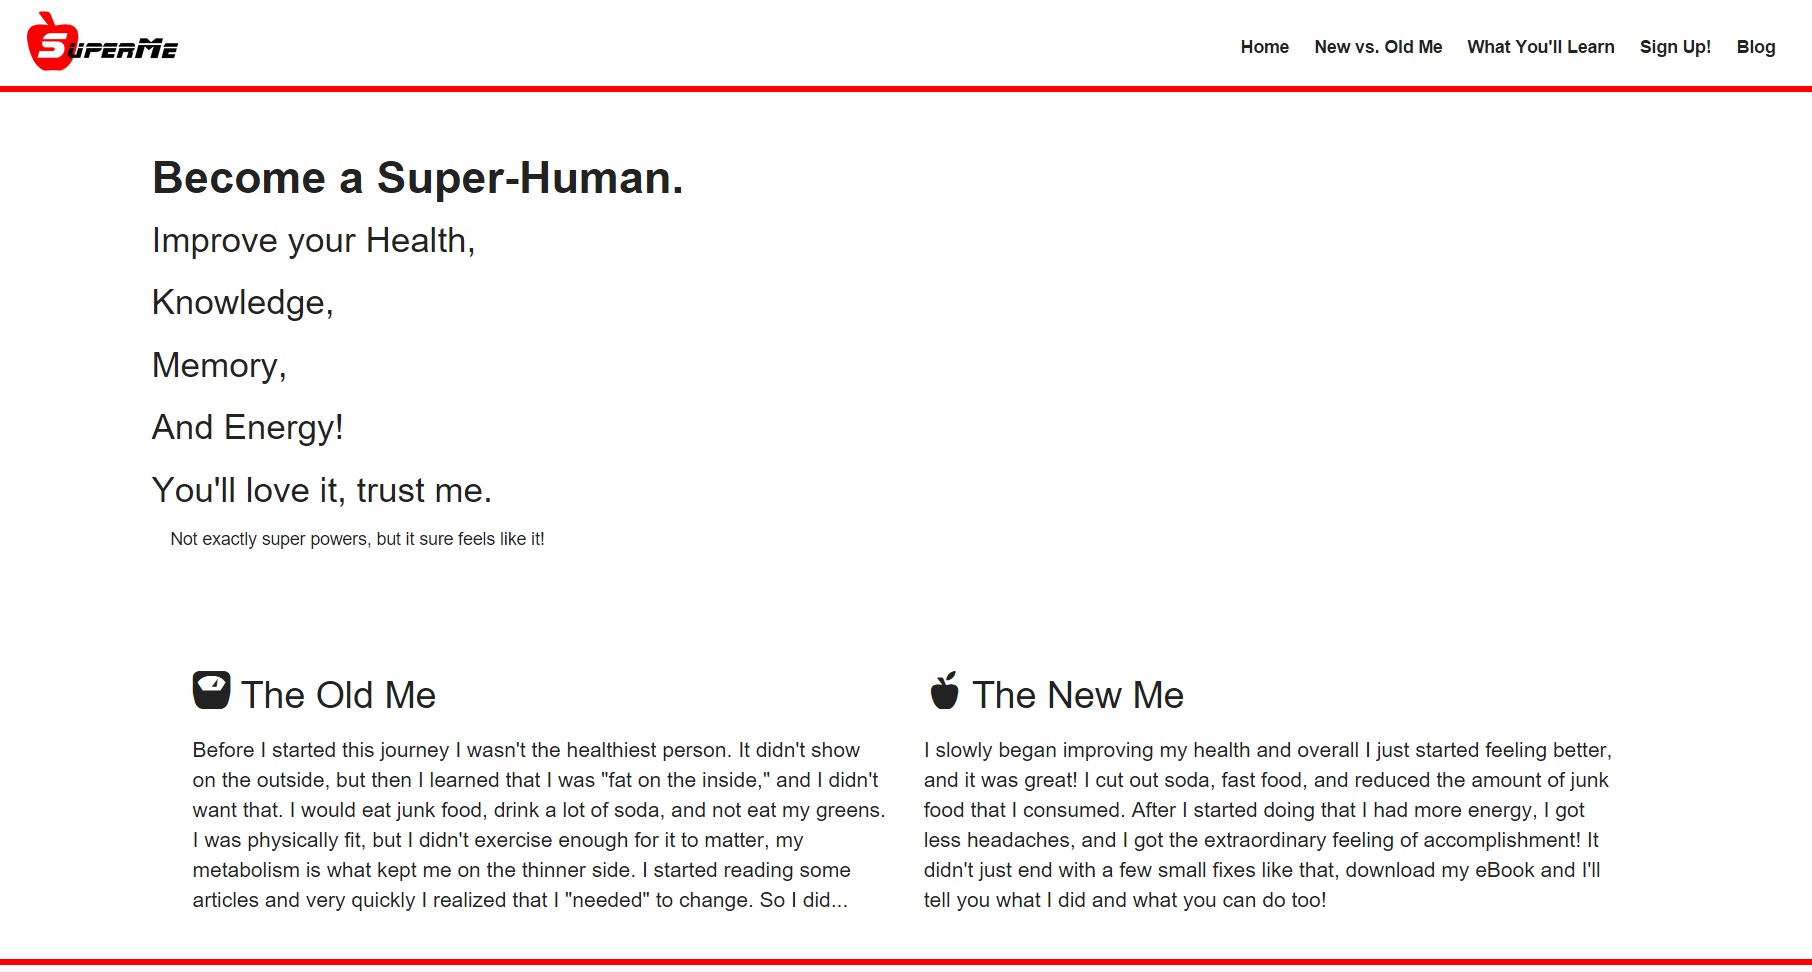 SuperMe
Home
New vs. Old Me
What You'll Learn
Sign Up!
Blog
Become a Super-Human.
Improve your Health,
Knowledge,
Memory,
And Energy!
You'll love it, trust me.
Not exactly super powers, but it sure feels like it!
The Old Me
Before I started this journey I wasn't the healthiest person. It didn't show
on the outside, but then I learned that I was "fat on the inside," and I didn't
want that. I would eat junk food, drink a lot of soda, and not eat my greens.
I was physically fit, but I didn't exercise enough for it to matter, my
metabolism is what kept me on the thinner side. I started reading some
articles and very quickly I realized that I "needed" to change. So I did...
The New Me
I slowly began improving my health and overall I just started feeling better,
and it was great! I cut out soda, fast food, and reduced the amount of junk
food that I consumed. After I started doing that I had more energy, I got
less headaches, and I got the extraordinary feeling of accomplishment! It
didn't just end with a few small fixes like that, download my eBook and I'll
tell you what I did and what you can do too!